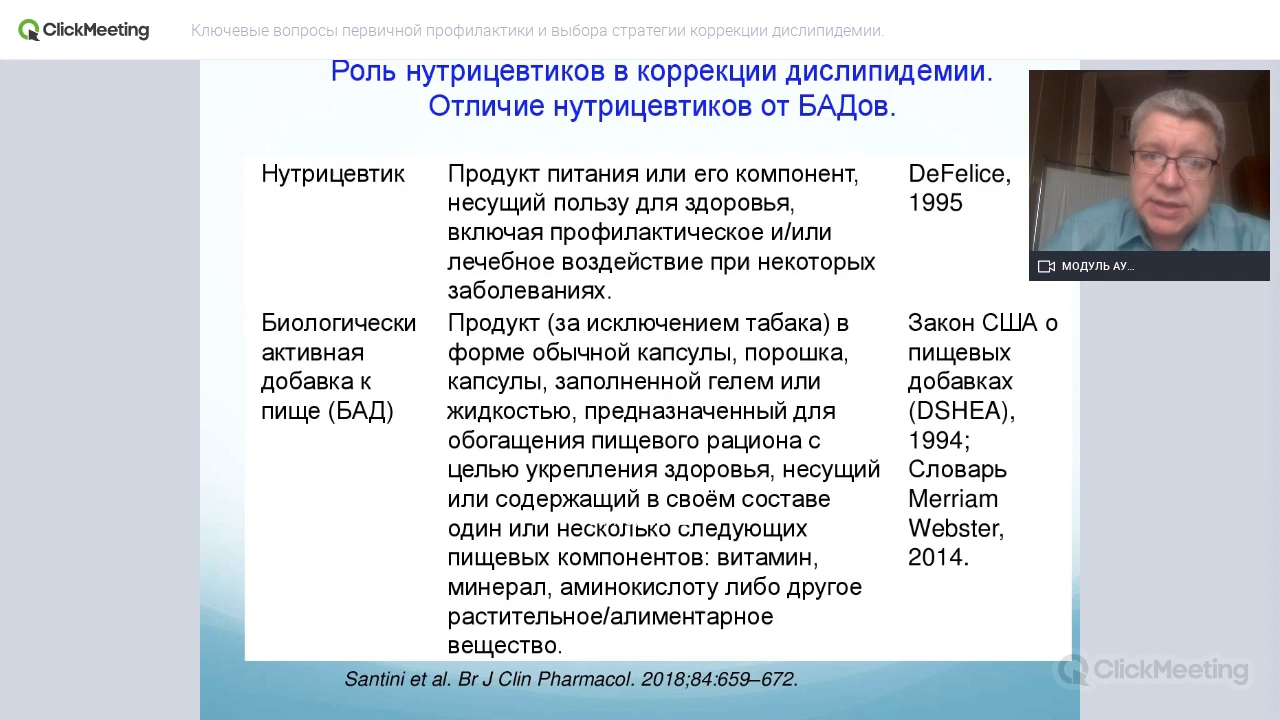 ClickMeeting
Ключевые вопросы первичной профилактики и выбора стратегии коррекции дислипидемии.
Роль нутрицевтиков в коррекции дислипидемии.
Отличие нутрицевтиков от БАДов.
Нутрицевтик
Продукт питания или его компонент,
несущий пользу для здоровья,
включая профилактическое и/или
лечебное воздействие при некоторых
заболеваниях.
DeFelice,
1995
Биологически
активная
добавка к
пище (БАД)
Продукт (за исключением табака) в
форме обычной капсулы, порошка,
капсулы, заполненной гелем или
жидкостью, предназначенный для
обогащения пищевого рациона с
целью укрепления здоровья, несущий
или содержащий в своём составе
один или несколько следующих
пищевых компонентов: витамин,
минерал, аминокислоту либо другое
растительное/алиментарное
вещество.
Закон США о
пищевых
добавках
(DSHEA),
1994;
Словарь
Merriam
Webster,
2014.
МОДУЛЬ АУ...
Santini et al. Br J Clin Pharmacol. 2018;84:659–672.
ClickMeeting